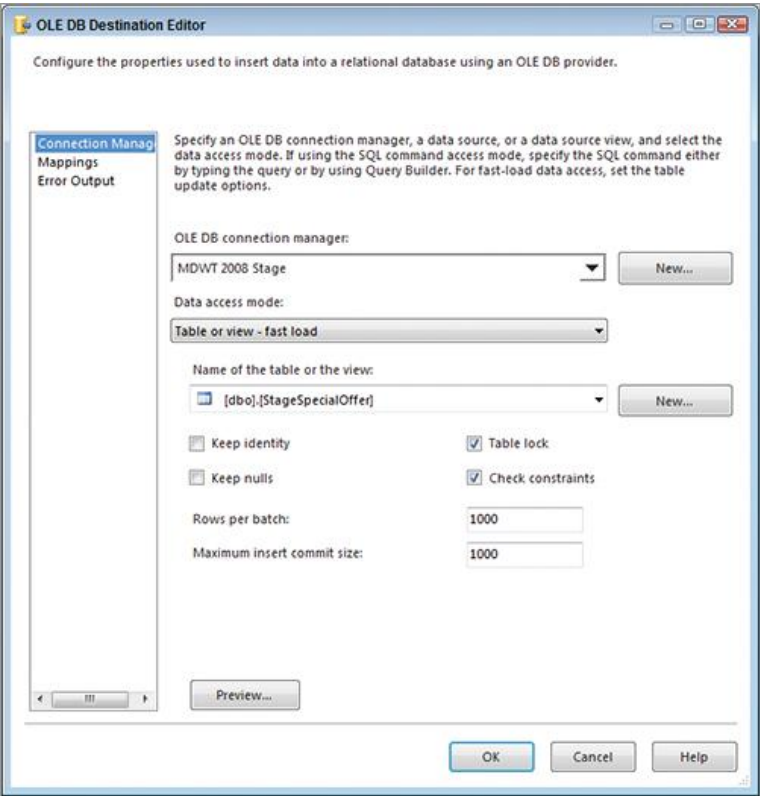 OLE DB Destination Editor
Configure the properties used to insert data into a relational database using an OLE DB provider.
Connection Manag
Mappings
Error Output
Specify an OLE DB connection manager, a data source, or a data source view, and select the
data access mode. If using the SQL command access mode, specify the SQL command either
by typing the query or by using Query Builder. For fast-load data access, set the table
update options.
OLE DB connection manager:
MDWT 2008 Stage
New...
Data access mode:
Table or view - fast load
Name of the table or the view:
[dbo].[StageSpecialOffer]
New...
Keep identity
Table lock
Keep nulls
Check constraints
Rows per batch:
1000
Maximum insert commit size:
1000
Preview...
OK
Cancel
Help